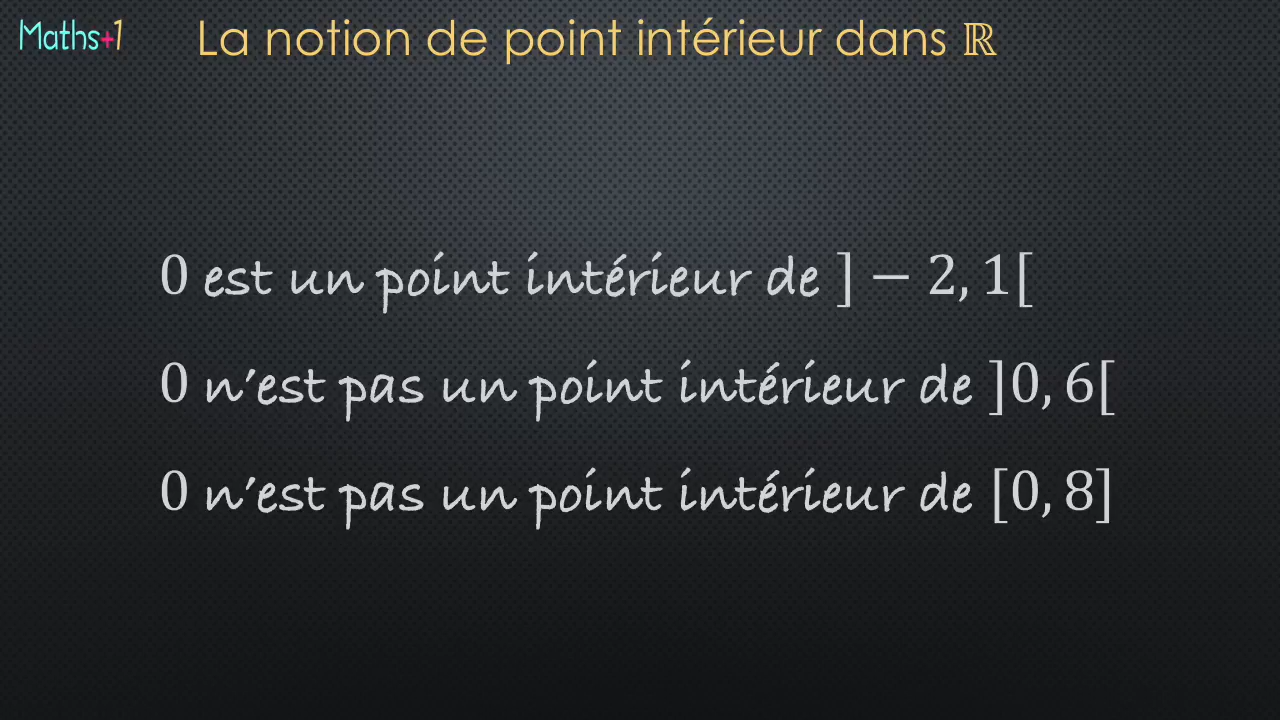 Maths+1
La notion de point intérieur dans ℝ
0 est un point intérieur de ] − 2, 1[
0 n’est pas un point intérieur de ]0, 6[
0 n’est pas un point intérieur de [0, 8]